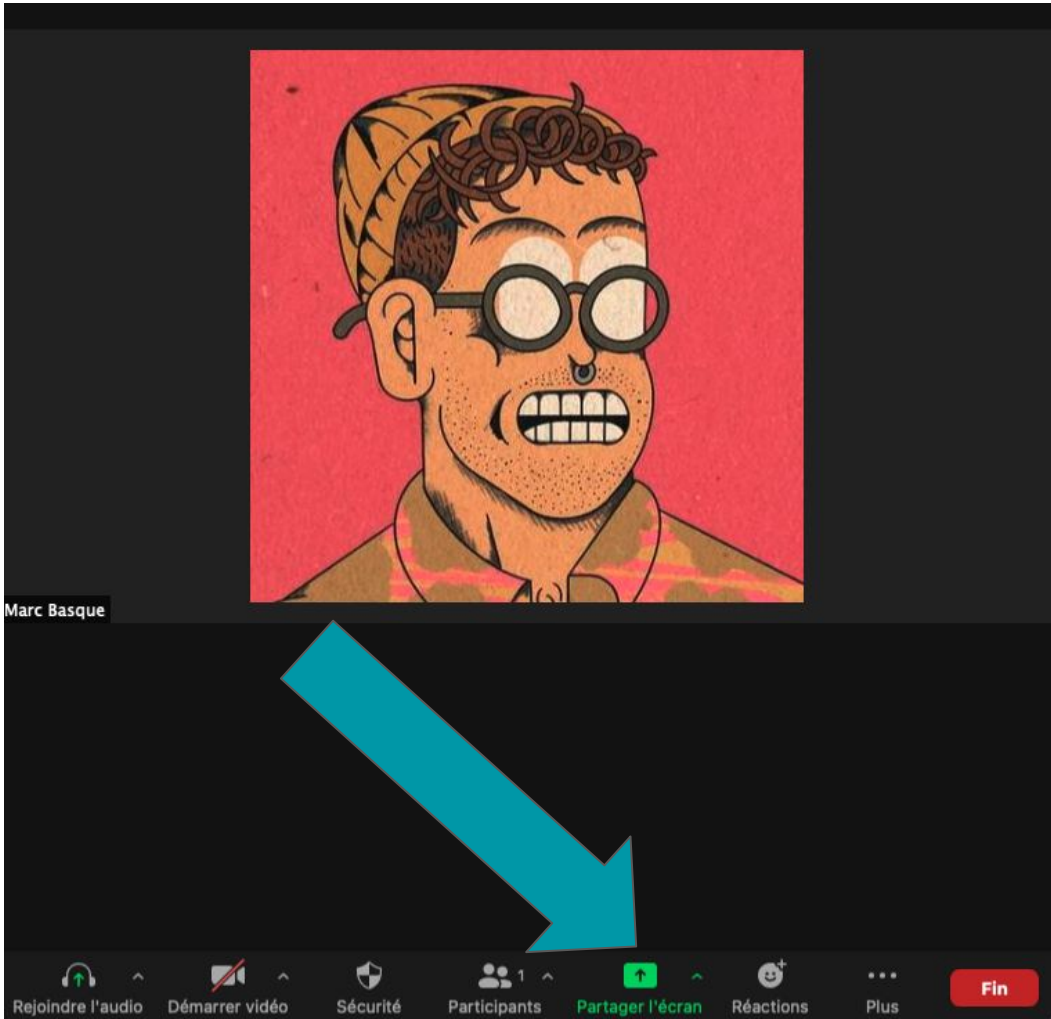 Marc Basque
1
Rejoindre l'audio Démarrer vidéo Sécurité Participants Partager l'écran Réactions Plus Fin